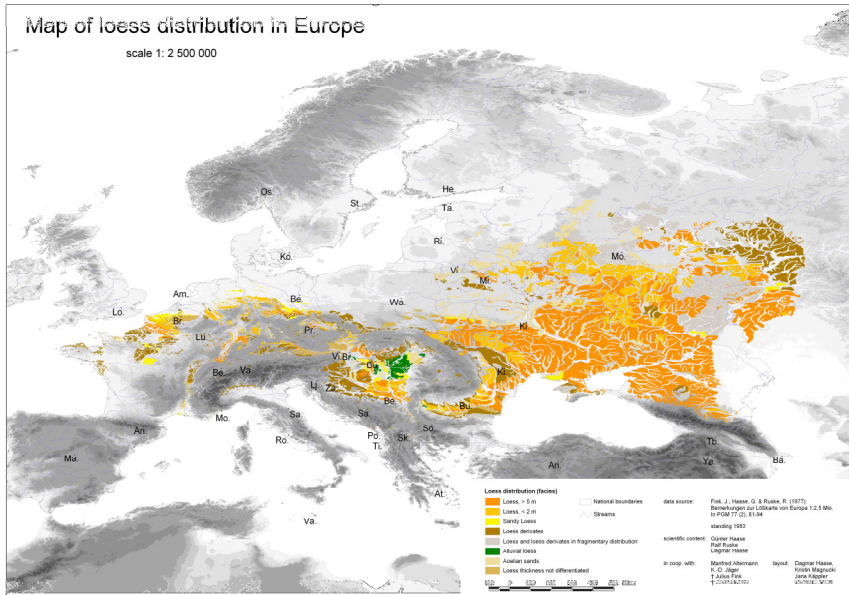 Map of loess distribution in Europe
scale 1: 2 500 000
Os.
St.
He.
Ta.
Ri.
Ko.
Vi.
Mi.
Mo.
Lo.
Am.
Be.
Wa.
Br.
Lu.
Pr.
Ki.
Vi.
Br.
Bu.
Ki.
Be.
Va.
Lj.
Za.
Be.
Bu.
Mo.
Sa.
Sa.
So.
An.
Ro.
Po.
Sk.
Ti.
Ma.
Tb.
Ye.
Ba.
An.
At.
Va.
Loess distribution (facies)
Loess, > 5 m
Loess, < 2 m
Sandy Loess
Loess derivates
Loess and loess derivates in fragmentary distribution
Alluvial loess
Aoelian sands
Loess thickness not differentiated
National boundaries
Streams
data source:
Fink, J.; Haase, G. & Ruske, R. (1977):
Bemerkungen zur Lößkarte von Europa 1:2,5 Mio.
In PGM 77 (2), 81-94
standing 1983
scientific content:
Günter Haase
Ralf Ruske
Dagmar Haase
in coop. with:
Manfred Altermann
K.-D. Jäger
† Julius Fink
layout:
Dagmar Haase,
Kristin Magnucki
Jana Käppler